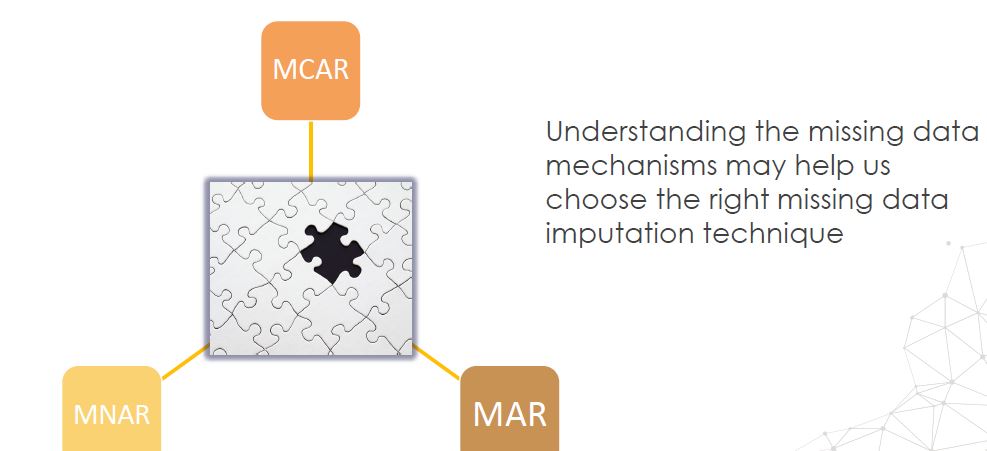 MCAR
Understanding the missing data
mechanisms may help us
choose the right missing data
imputation technique
MNAR
MAR